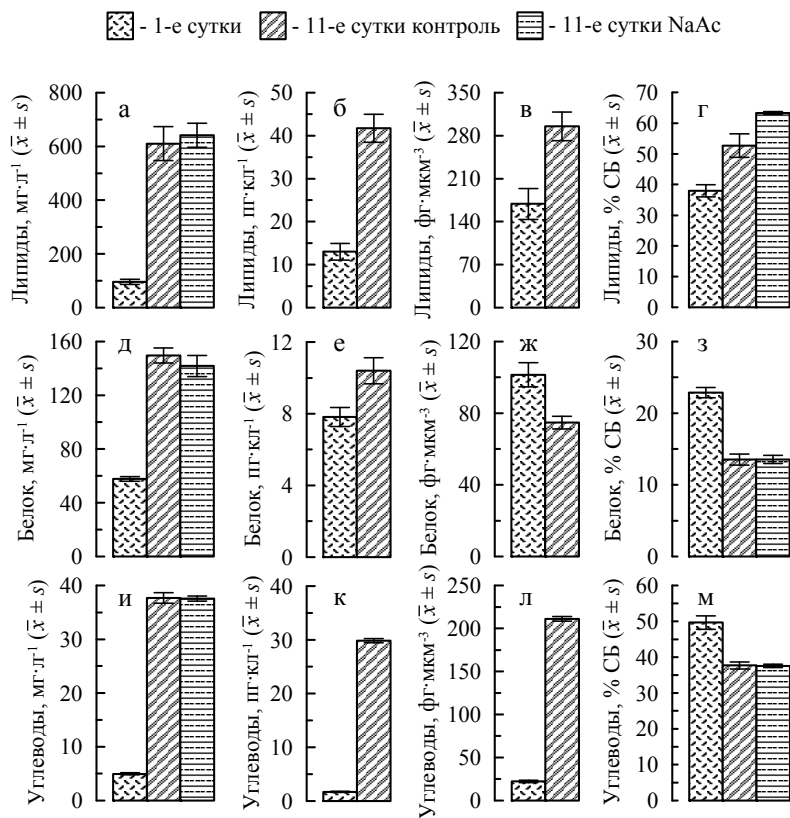 - 1-е сутки - 11-е сутки контроль - 11-е сутки NaAc
Липиды, мг·л⁻¹ (x̅ ± s)
800
600
400
200
0
а
Липиды, пг·кл⁻¹ (x̅ ± s)
50
40
30
20
10
0
б
Липиды, фг·мкм⁻³ (x̅ ± s)
350
280
210
140
70
0
в
Липиды, % СБ (x̅ ± s)
70
60
50
40
30
20
10
0
г
Белок, мг·л⁻¹ (x̅ ± s)
160
120
80
40
0
д
Белок, пг·кл⁻¹ (x̅ ± s)
12
8
4
0
е
Белок, фг·мкм⁻³ (x̅ ± s)
120
80
40
0
ж
Белок, % СБ (x̅ ± s)
30
20
10
0
з
Углеводы, мг·л⁻¹ (x̅ ± s)
40
30
20
10
0
и
Углеводы, пг·кл⁻¹ (x̅ ± s)
40
30
20
10
0
к
Углеводы, фг·мкм⁻³ (x̅ ± s)
250
200
150
100
50
0
л
Углеводы, % СБ (x̅ ± s)
60
50
40
30
20
10
0
м